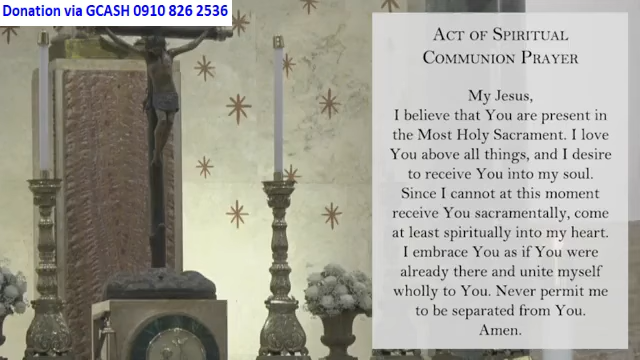 Donation via GCASH 0910 826 2536
Act of Spiritual
Communion Prayer
My Jesus,
I believe that You are present in
the Most Holy Sacrament. I love
You above all things, and I desire
to receive You into my soul.
Since I cannot at this moment
receive You sacramentally, come
at least spiritually into my heart.
I embrace You as if You were
already there and unite myself
wholly to You. Never permit me
to be separated from You.
Amen.